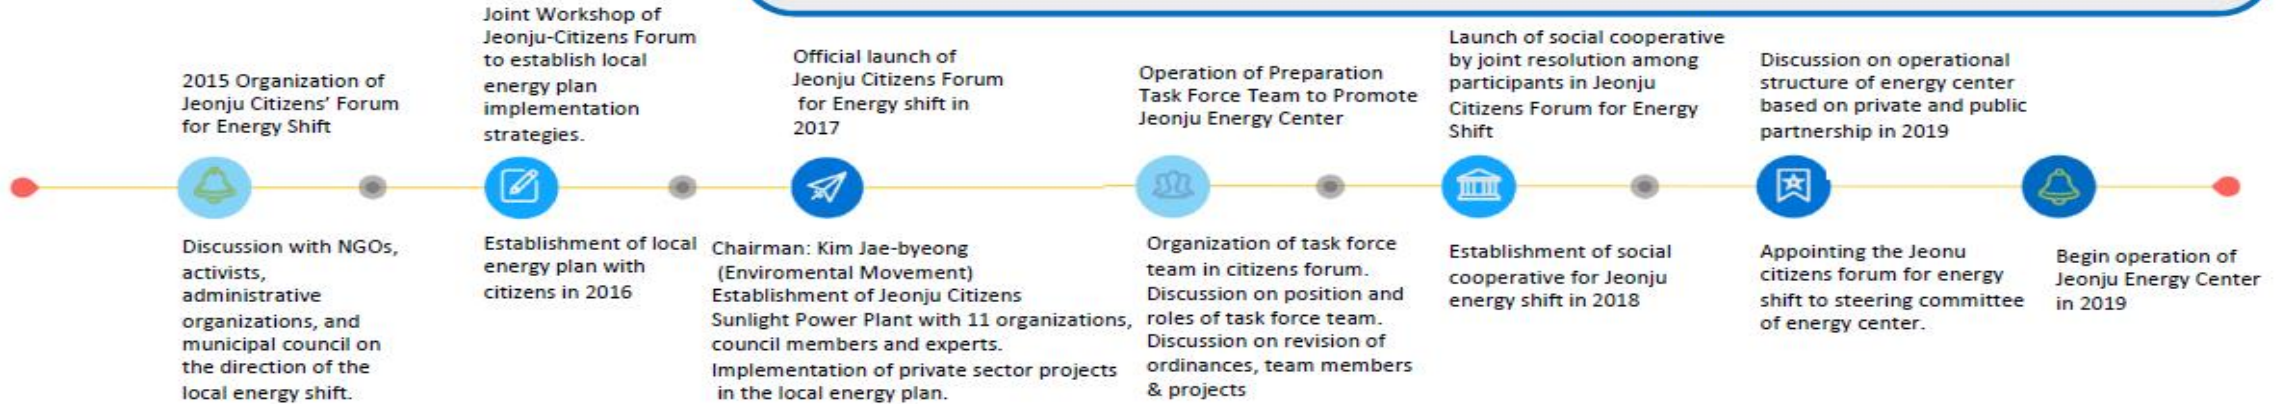 2015 Organization of
Jeonju Citizens' Forum
for Energy Shift
Discussion with NGOs,
activists,
administrative
organizations, and
municipal council on
the direction of the
local energy shift.
Joint Workshop of
Jeonju-Citizens Forum
to establish local
energy plan
implementation
strategies.
Establishment of local
energy plan with
citizens in 2016
Official launch of
Jeonju Citizens Forum
for Energy shift in
2017
Chairman: Kim Jae-byeong
(Enviromental Movement)
Establishment of Jeonju Citizens
Sunlight Power Plant with 11 organizations,
council members and experts.
Implementation of private sector projects
in the local energy plan.
Operation of Preparation
Task Force Team to Promote
Jeonju Energy Center
Organization of task force
team in citizens forum.
Discussion on position and
roles of task force team.
Discussion on revision of
ordinances, team members
& projects
Launch of social cooperative
by joint resolution among
participants in Jeonju
Citizens Forum for Energy
Shift
Establishment of social
cooperative for Jeonju
energy shift in 2018
Discussion on operational
structure of energy center
based on private and public
partnership in 2019
Appointing the Jeonu
citizens forum for energy
shift to steering committee
of energy center.
Begin operation of
Jeonju Energy Center
in 2019